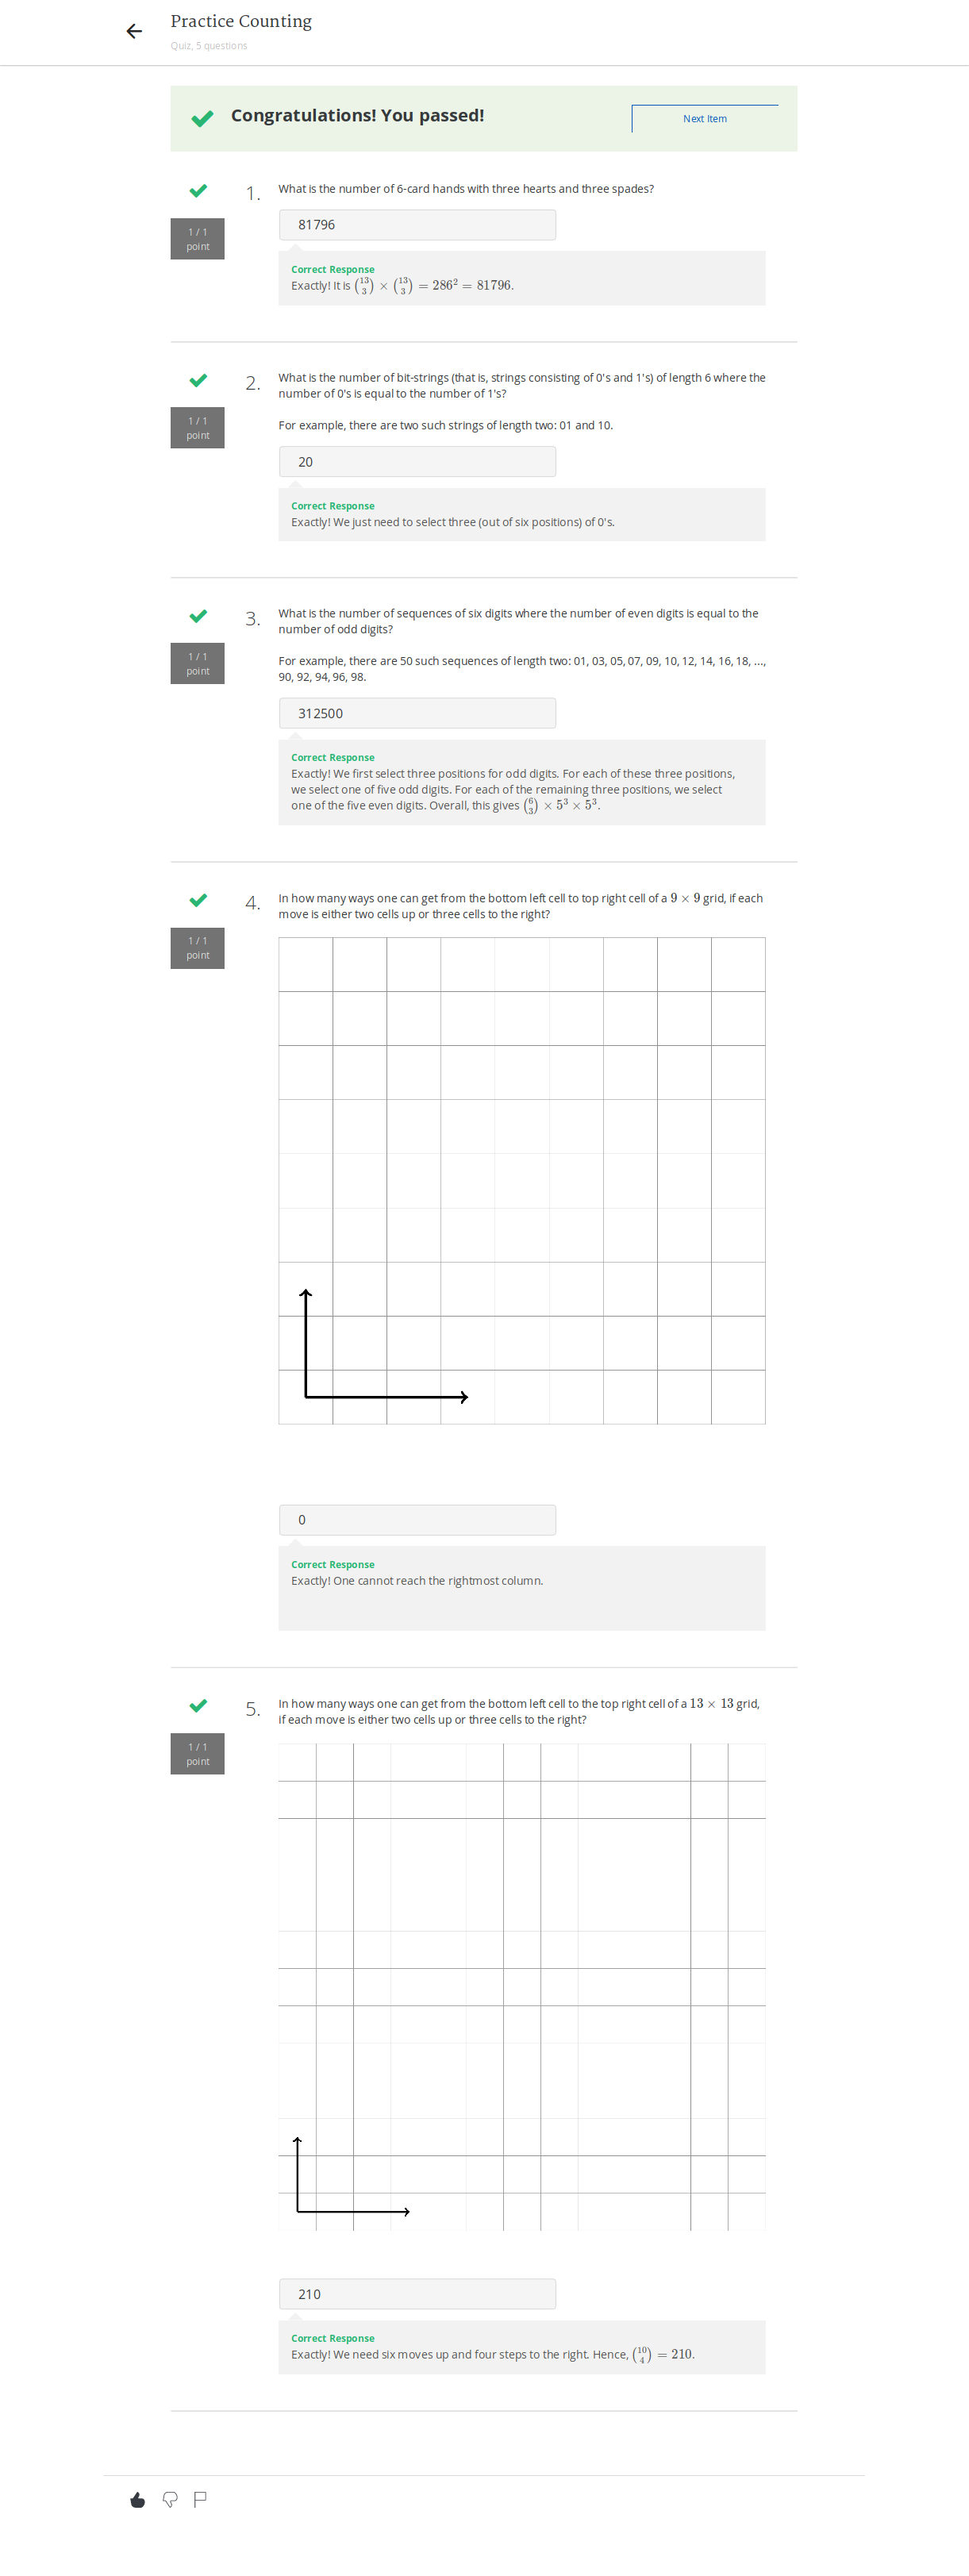 Practice Counting
Quiz, 5 questions
Congratulations! You passed!
Next Item
1 / 1
point
1.
What is the number of 6-card hands with three hearts and three spades?
81796
Correct Response
Exactly! It is $\binom{13}{3} \times \binom{13}{3} = 286^2 = 81796.$
1 / 1
point
2.
What is the number of bit-strings (that is, strings consisting of 0's and 1's) of length 6 where the
number of 0's is equal to the number of 1's?
For example, there are two such strings of length two: 01 and 10.
20
Correct Response
Exactly! We just need to select three (out of six positions) of 0's.
1 / 1
point
3.
What is the number of sequences of six digits where the number of even digits is equal to the
number of odd digits?
For example, there are 50 such sequences of length two: 01, 03, 05, 07, 09, 10, 12, 14, 16, 18, ...,
90, 92, 94, 96, 98.
312500
Correct Response
Exactly! We first select three positions for odd digits. For each of these three positions,
we select one of five odd digits. For each of the remaining three positions, we select
one of the five even digits. Overall, this gives $\binom{6}{3} \times 5^3 \times 5^3.$
1 / 1
point
4.
In how many ways one can get from the bottom left cell to top right cell of a 9 × 9 grid, if each
move is either two cells up or three cells to the right?
0
Correct Response
Exactly! One cannot reach the rightmost column.
1 / 1
point
5.
In how many ways one can get from the bottom left cell to the top right cell of a 13 × 13 grid,
if each move is either two cells up or three cells to the right?
210
Correct Response
Exactly! We need six moves up and four steps to the right. Hence, $\binom{10}{4} = 210.$